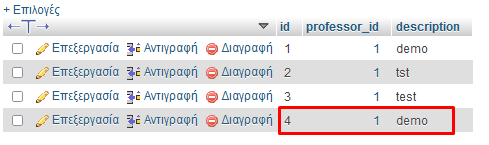 + Επιλογές
←T→ id professor_id description
Επεξεργασία Αντιγραφή Διαγραφή 1 1 demo
Επεξεργασία Αντιγραφή Διαγραφή 2 1 tst
Επεξεργασία Αντιγραφή Διαγραφή 3 1 test
Επεξεργασία Αντιγραφή Διαγραφή 4 1 demo